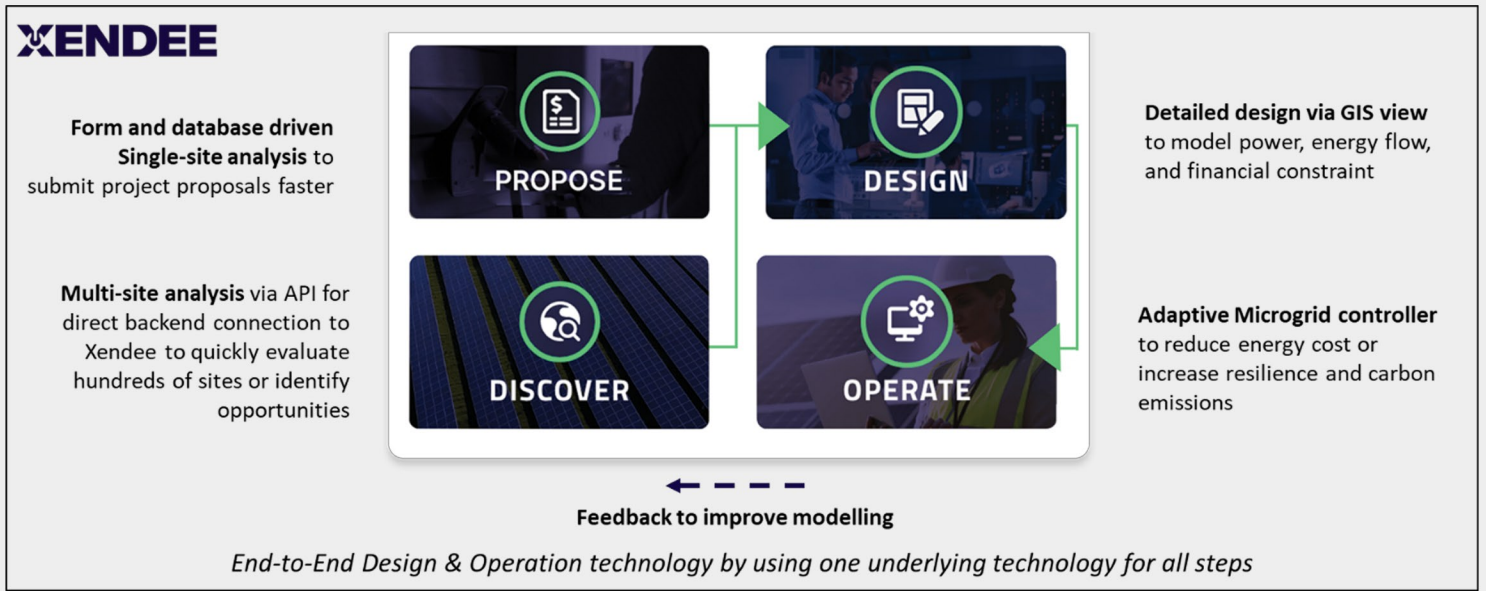 XENDEE
Form and database driven
Single-site analysis to
submit project proposals faster
PROPOSE
DESIGN
Detailed design via GIS view
to model power, energy flow,
and financial constraint
Multi-site analysis via API for
direct backend connection to
Xendee to quickly evaluate
hundreds of sites or identify
opportunities
DISCOVER
OPERATE
Adaptive Microgrid controller
to reduce energy cost or
increase resilience and carbon
emissions
Feedback to improve modelling
End-to-End Design & Operation technology by using one underlying technology for all steps